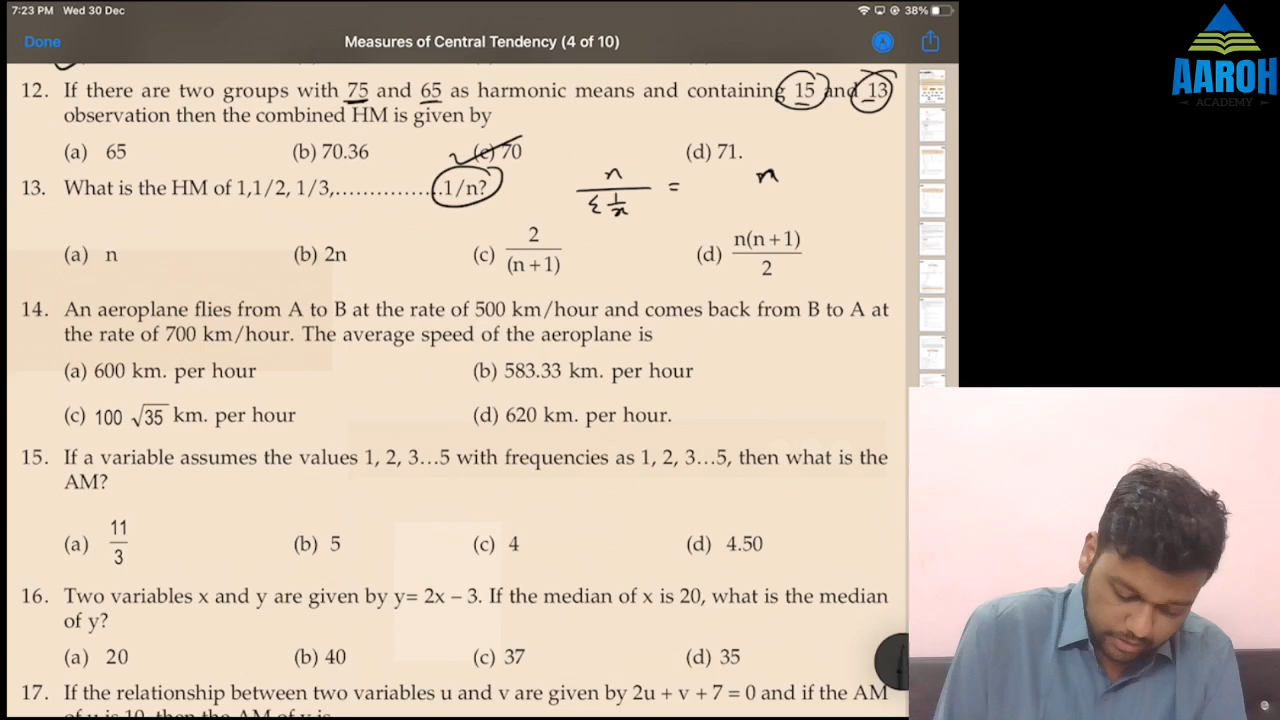 7:23 PM Wed 30 Dec
38%
Done
Measures of Central Tendency (4 of 10)
AAROH
ACADEMY
12. If there are two groups with 75 and 65 as harmonic means and containing 15 and 13
observation then the combined HM is given by
(a) 65 (b) 70.36 (c) 70 (d) 71.
13. What is the HM of 1,1/2, 1/3,...............1/n?
n
Σ 1/x
=
n
(a) n (b) 2n (c) 2/(n+1) (d) n(n+1)/2
14. An aeroplane flies from A to B at the rate of 500 km/hour and comes back from B to A at
the rate of 700 km/hour. The average speed of the aeroplane is
(a) 600 km. per hour (b) 583.33 km. per hour
(c) 100 √35 km. per hour (d) 620 km. per hour.
15. If a variable assumes the values 1, 2, 3…5 with frequencies as 1, 2, 3…5, then what is the
AM?
(a) 11/3 (b) 5 (c) 4 (d) 4.50
16. Two variables x and y are given by y= 2x – 3. If the median of x is 20, what is the median
of y?
(a) 20 (b) 40 (c) 37 (d) 35
17. If the relationship between two variables u and v are given by 2u + v + 7 = 0 and if the AM
of u is 10, then the AM of v is